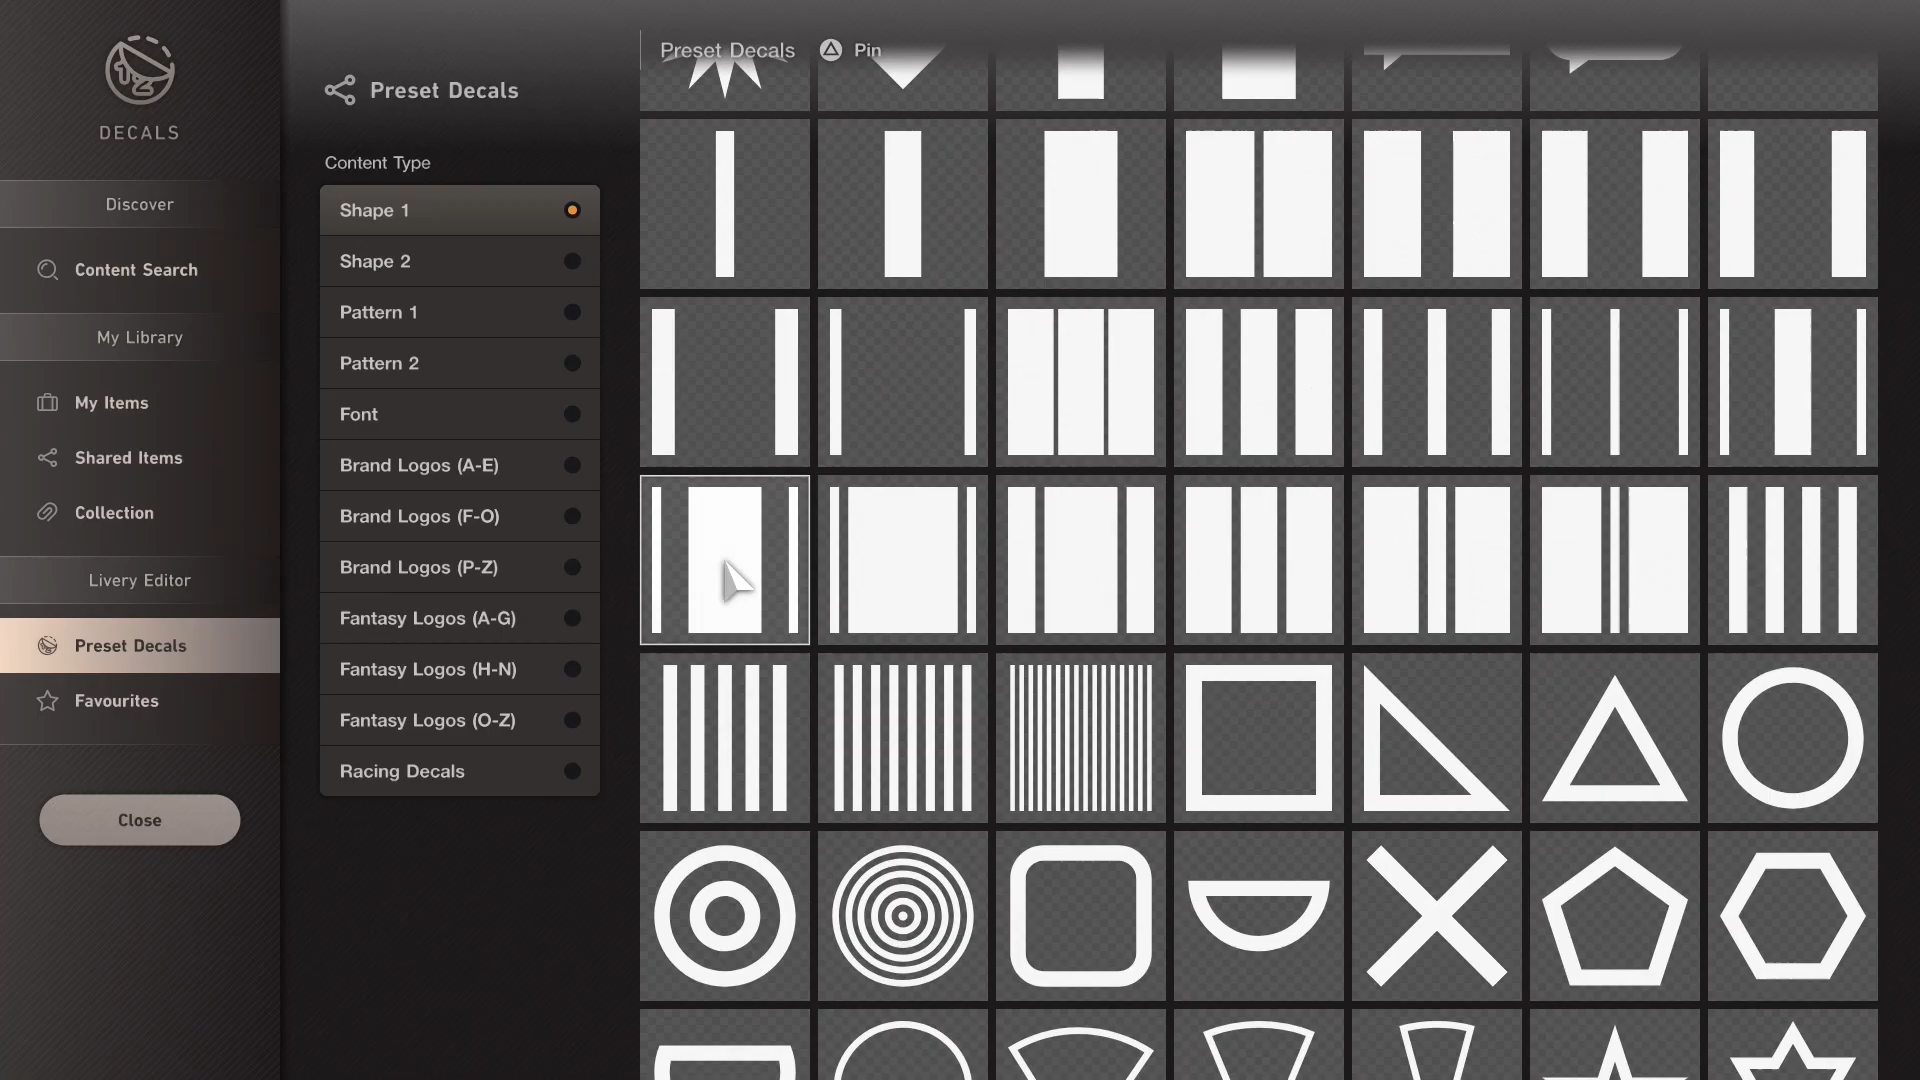 12
DECALS
Discover
Content Search
My Library
My Items
Shared Items
Collection
Livery Editor
Preset Decals
Favourites
Close
Preset Decals
Content Type
Shape 1
Shape 2
Pattern 1
Pattern 2
Font
Brand Logos (A-E)
Brand Logos (F-O)
Brand Logos (P-Z)
Fantasy Logos (A-G)
Fantasy Logos (H-N)
Fantasy Logos (O-Z)
Racing Decals
Preset Decals Pin